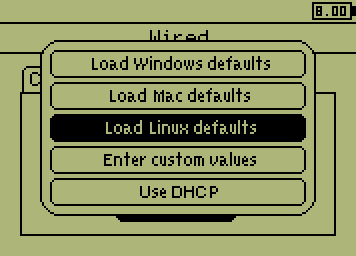 8.00
Wired
C
Load Windows defaults
Load Mac defaults
Load Linux defaults
Enter custom values
Use DHCP